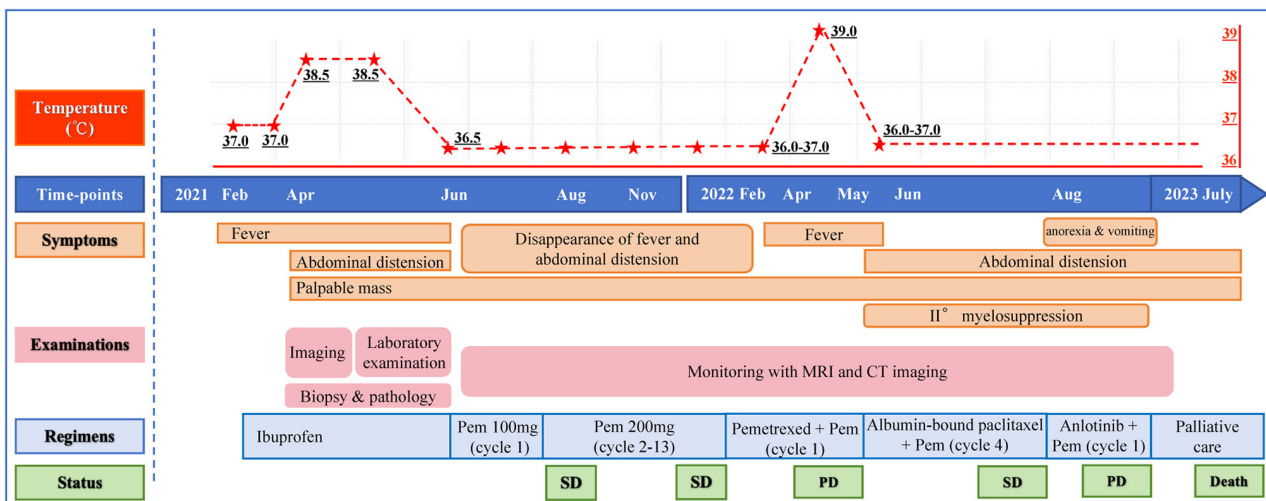 39.0
39
38.5
38.5
38
Temperature
(℃)
37.0
37.0
36.5
36.0-37.0
36.0-37.0
37
36
Time-points
2021 Feb
Apr
Jun
Aug
Nov
2022 Feb
Apr
May
Jun
Aug
2023 July
Symptoms
Fever
Disappearance of fever and
abdominal distension
Fever
anorexia & vomiting
Abdominal distension
Abdominal distension
Palpable mass
II° myelosuppression
Examinations
Imaging
Laboratory
examination
Monitoring with MRI and CT imaging
Biopsy & pathology
Regimens
Ibuprofen
Pem 100mg
(cycle 1)
Pem 200mg
(cycle 2-13)
Pemetrexed + Pem
(cycle 1)
Albumin-bound paclitaxel
+ Pem (cycle 4)
Anlotinib +
Pem (cycle 1)
Palliative
care
Status
SD
SD
PD
SD
PD
Death